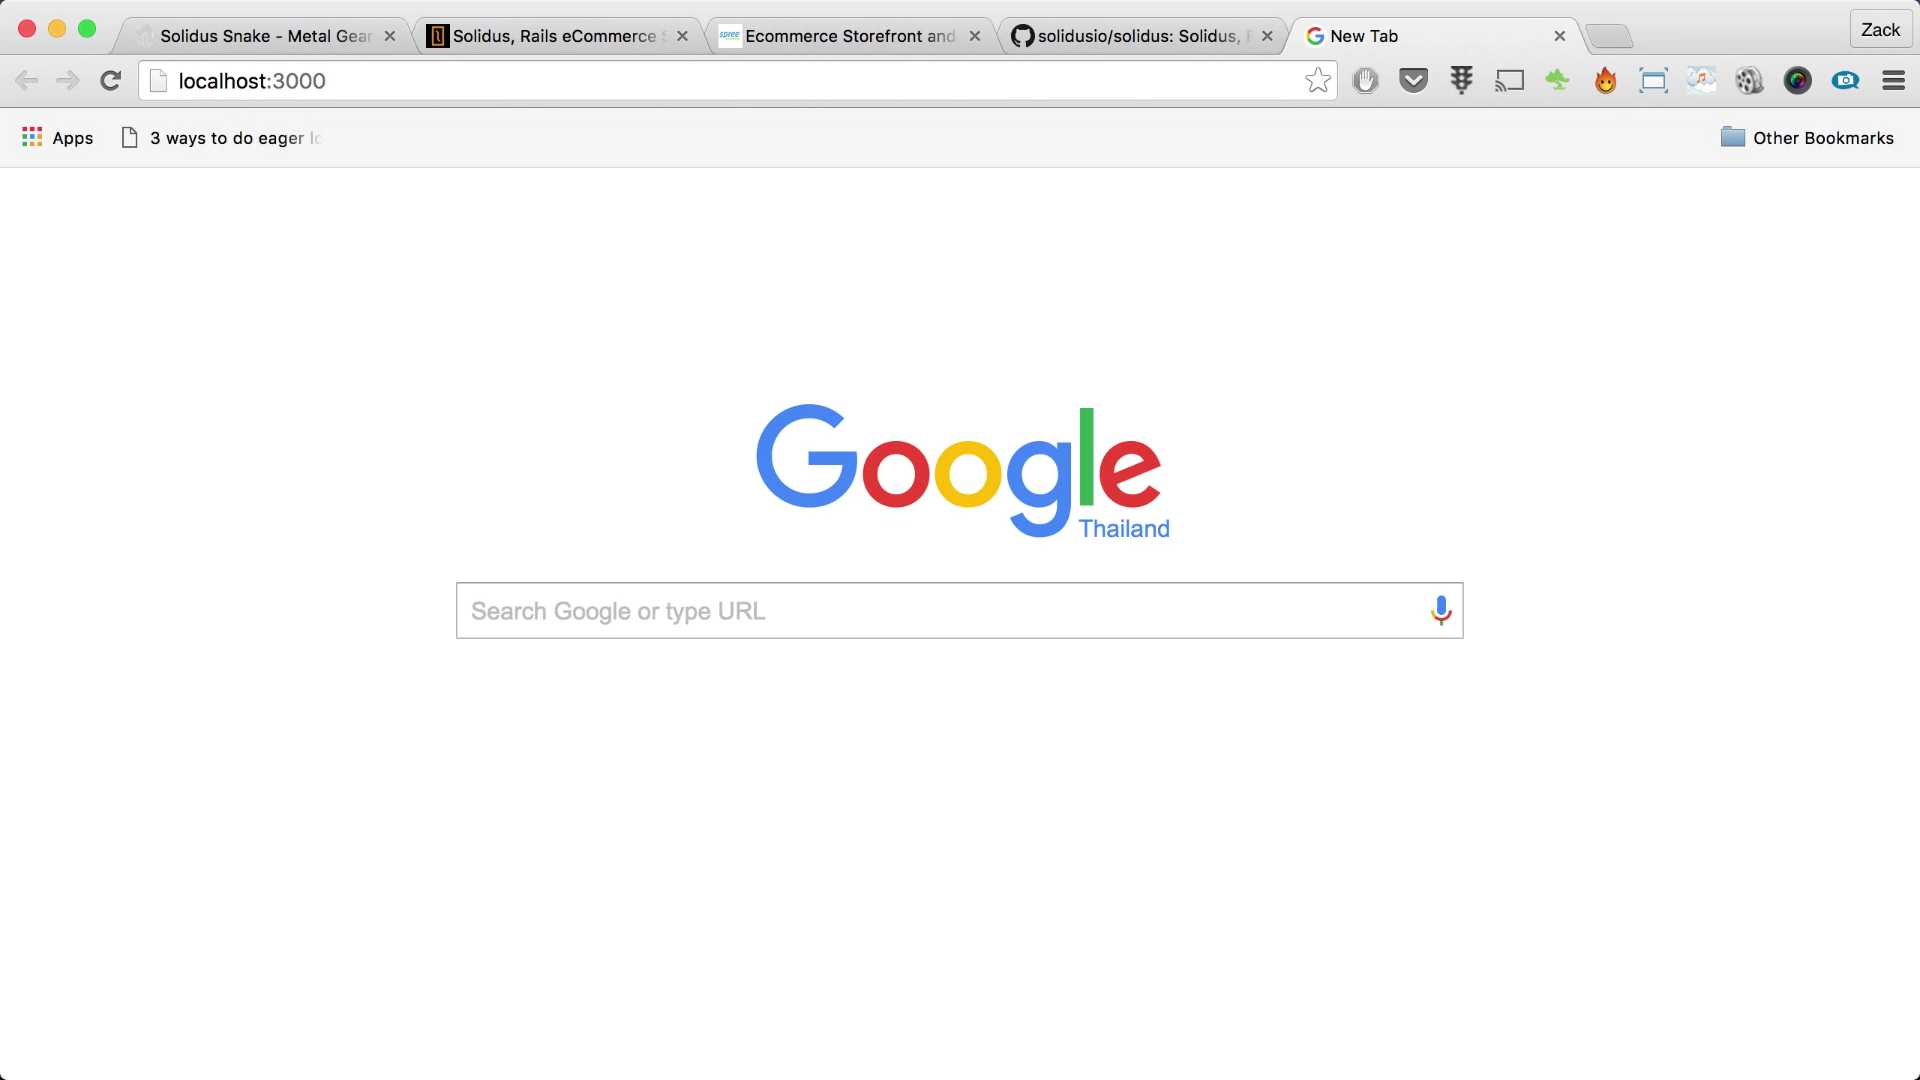 Solidus Snake - Metal Gear
Solidus, Rails eCommerce S
spree
Ecommerce Storefront and
solidusio/solidus: Solidus, R
New Tab
Zack
localhost:3000
Apps
3 ways to do eager lo
Other Bookmarks
Google
Thailand
Search Google or type URL